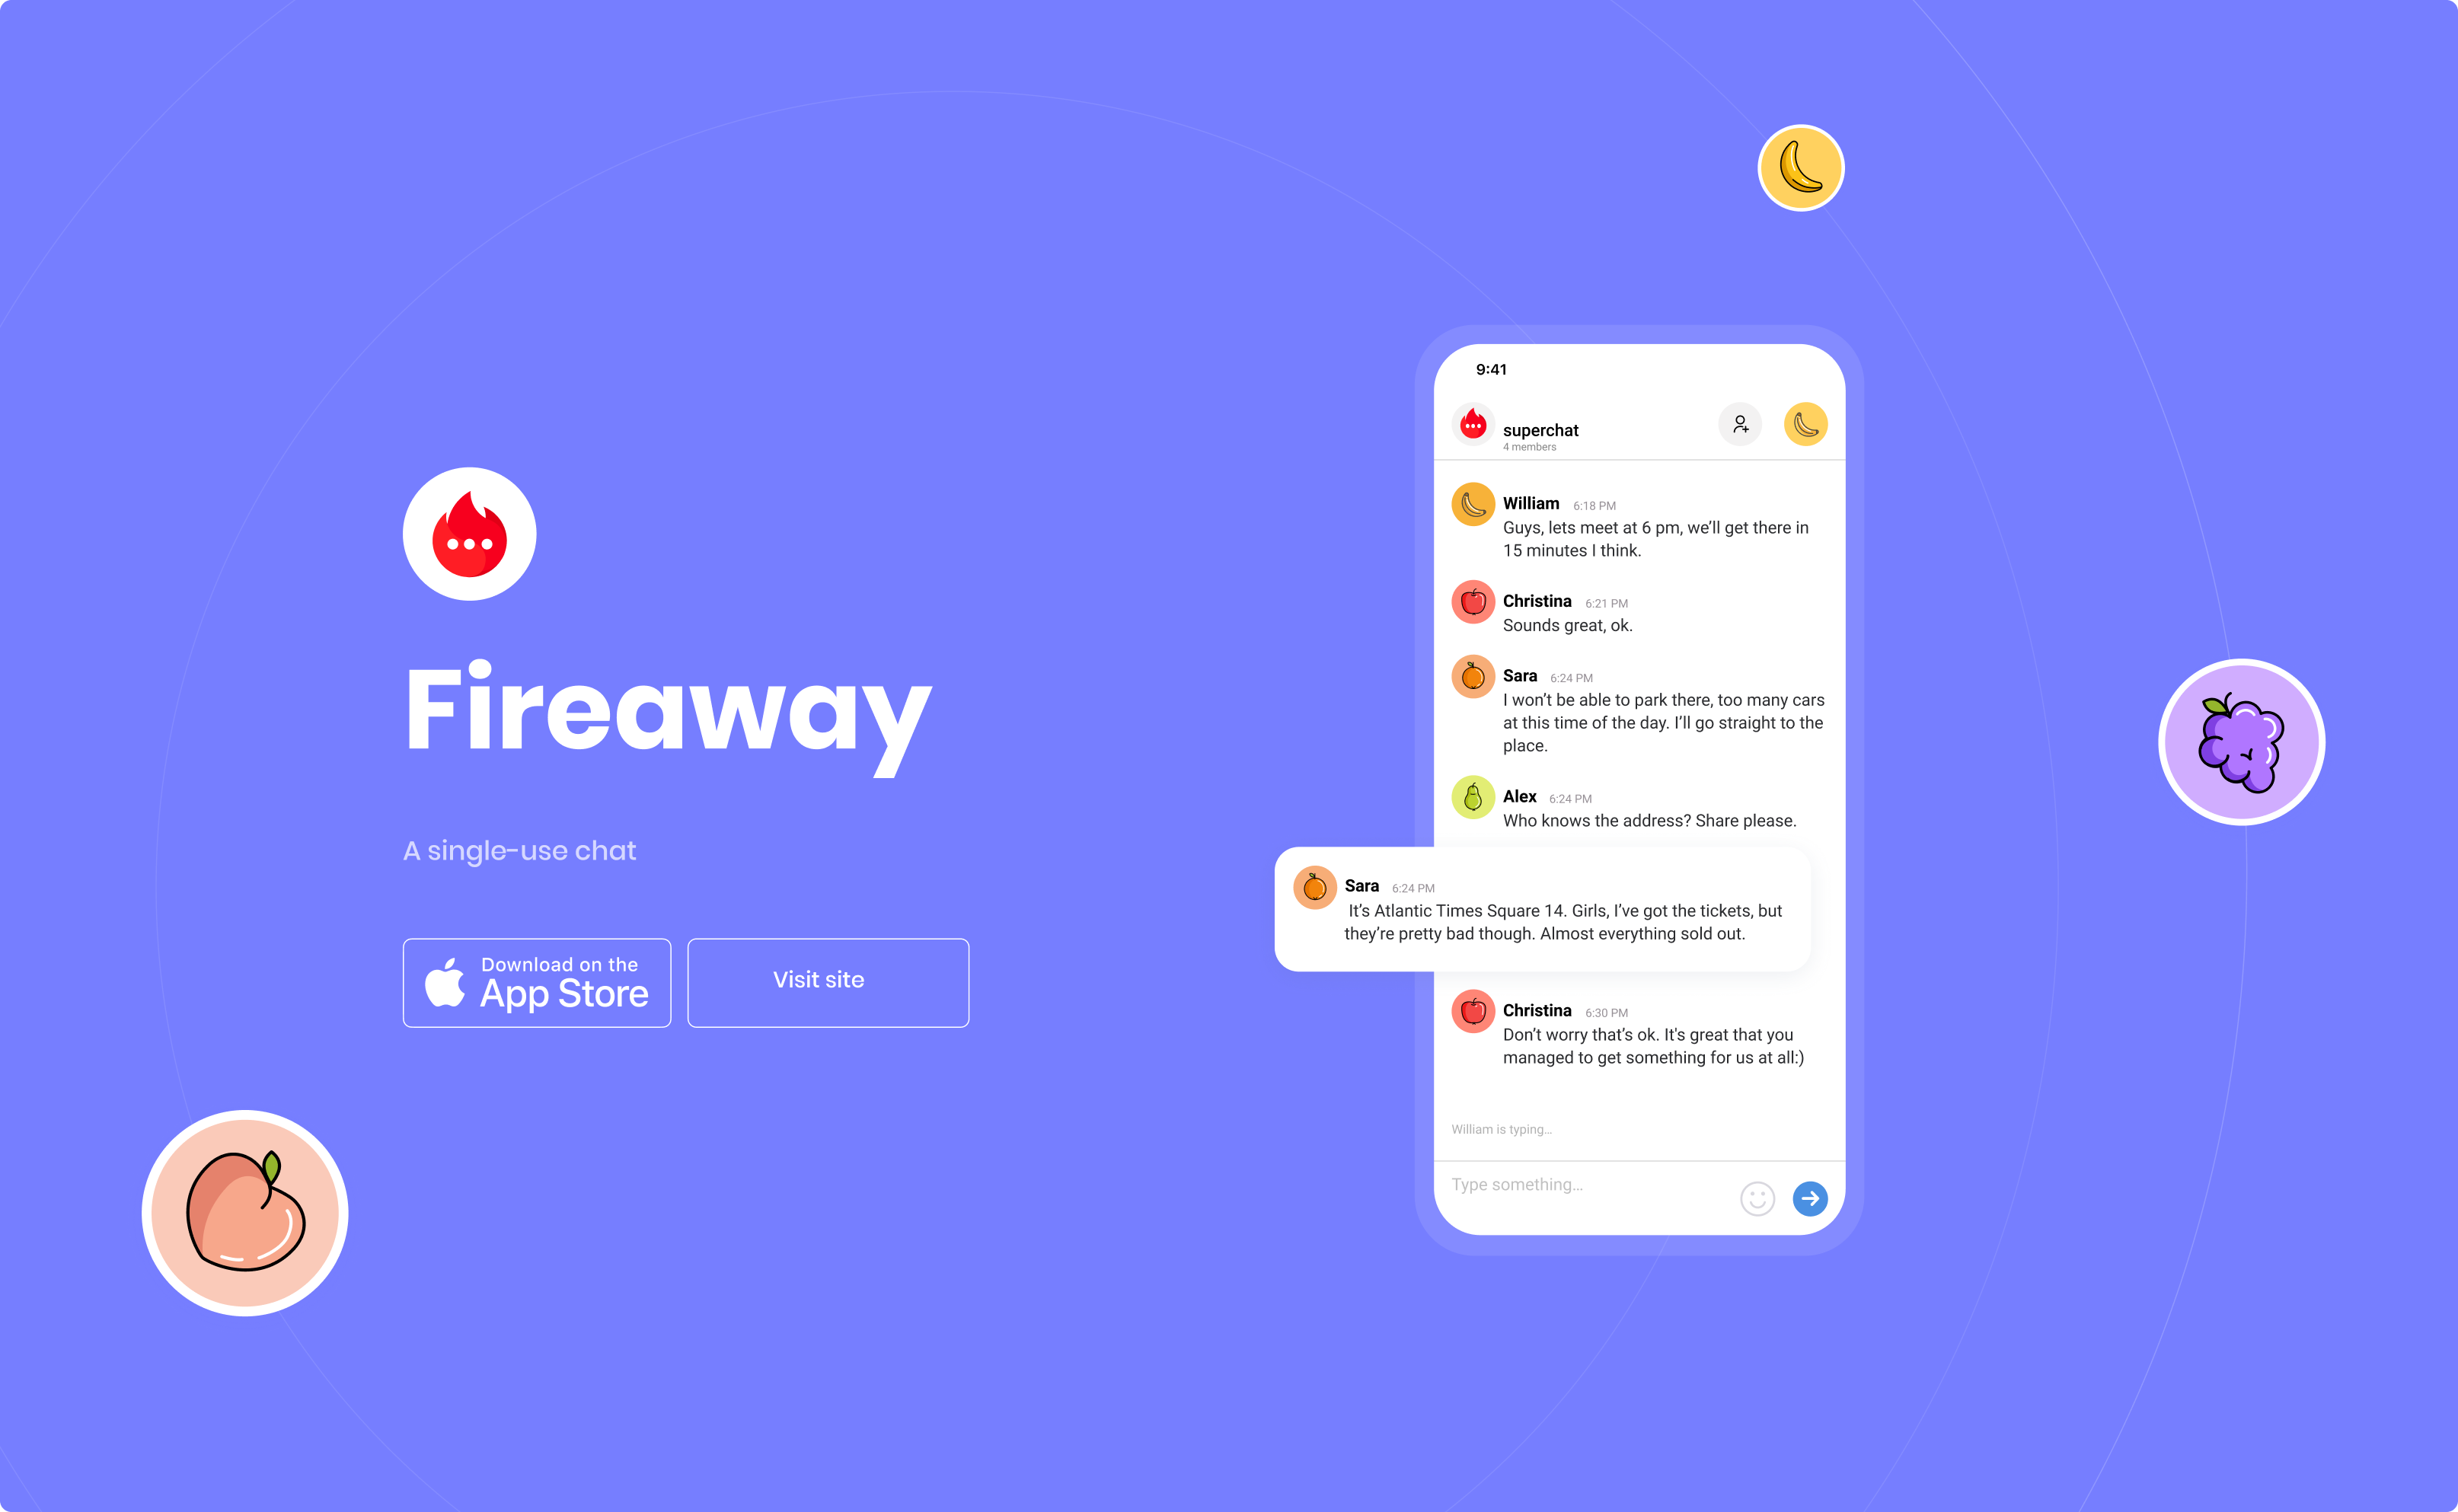 Fireaway
A single-use chat
Download on the
App Store
Visit site
9:41
superchat
4 members
William 6:18 PM
Guys, lets meet at 6 pm, we’ll get there in
15 minutes I think.
Christina 6:21 PM
Sounds great, ok.
Sara 6:24 PM
I won’t be able to park there, too many cars
at this time of the day. I’ll go straight to the
place.
Alex 6:24 PM
Who knows the address? Share please.
Sara 6:24 PM
It’s Atlantic Times Square 14. Girls, I’ve got the tickets, but
they’re pretty bad though. Almost everything sold out.
Christina 6:30 PM
Don’t worry that’s ok. It's great that you
managed to get something for us at all:)
William is typing...
Type something...